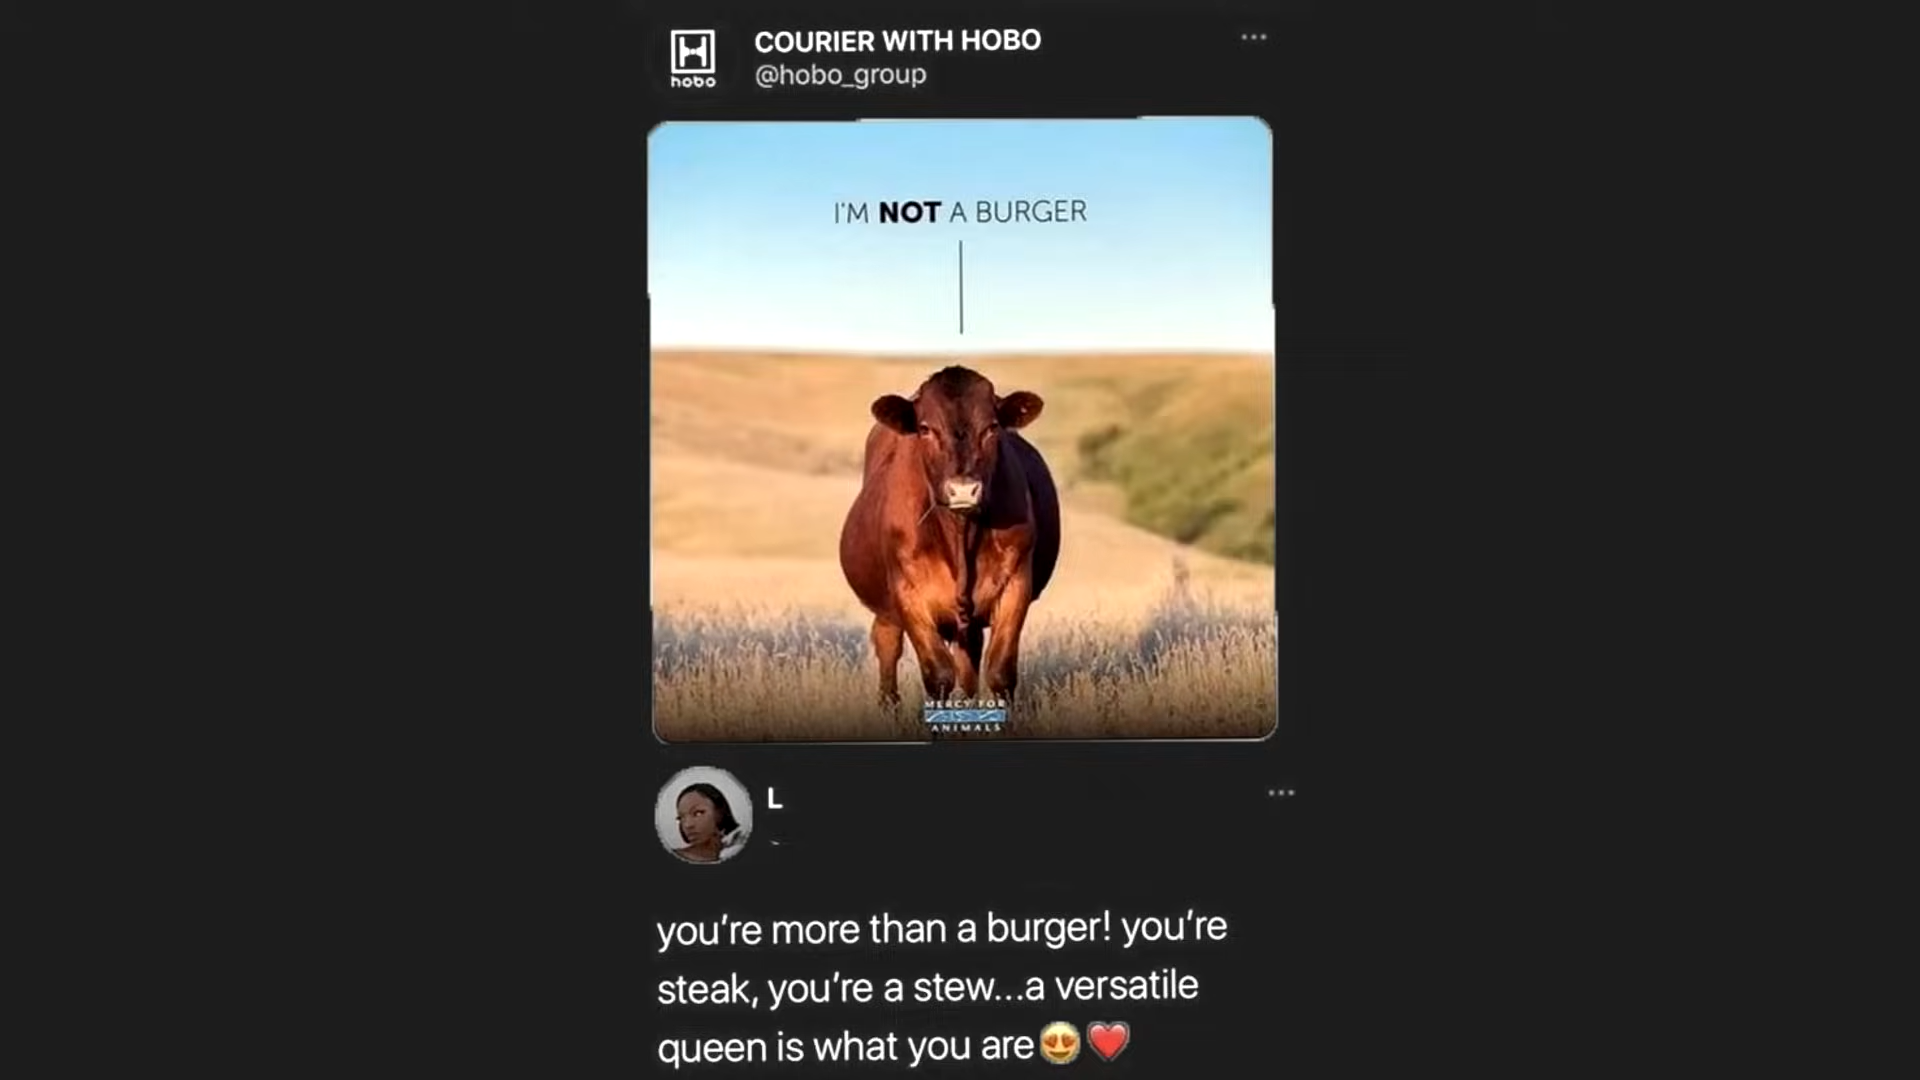 hobo
COURIER WITH HOBO
@hobo_group
I'M NOT A BURGER
MERCY FOR
ANIMALS
L
you're more than a burger! you're
steak, you're a stew...a versatile
queen is what you are😍❤️